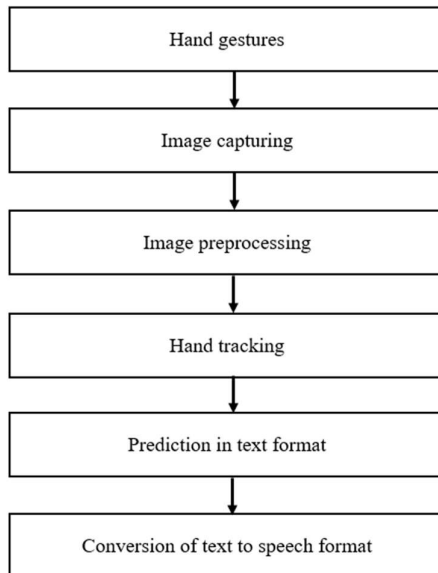 Hand gestures
Image capturing
Image preprocessing
Hand tracking
Prediction in text format
Conversion of text to speech format